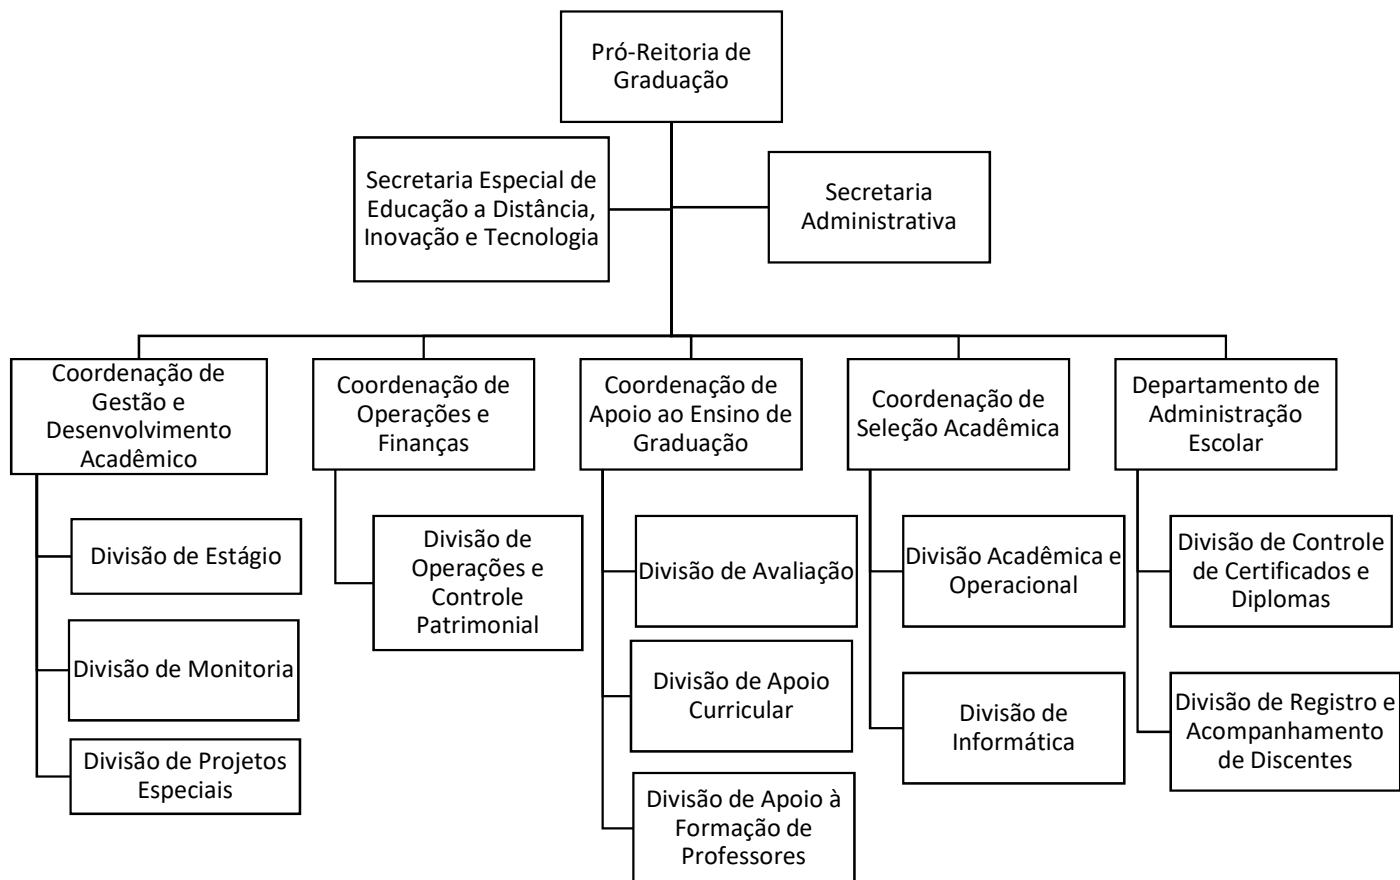 Pró-Reitoria de
Graduação
Secretaria Especial de
Educação a Distância,
Inovação e Tecnologia
Secretaria
Administrativa
Coordenação de
Gestão e
Desenvolvimento
Acadêmico
Coordenação de
Operações e
Finanças
Coordenação de
Apoio ao Ensino de
Graduação
Coordenação de
Seleção Acadêmica
Departamento de
Administração
Escolar
Divisão de Estágio
Divisão de Monitoria
Divisão de Projetos
Especiais
Divisão de
Operações e
Controle
Patrimonial
Divisão de Avaliação
Divisão de Apoio
Curricular
Divisão de Apoio à
Formação de
Professores
Divisão Acadêmica e
Operacional
Divisão de
Informática
Divisão de Controle
de Certificados e
Diplomas
Divisão de Registro e
Acompanhamento
de Discentes